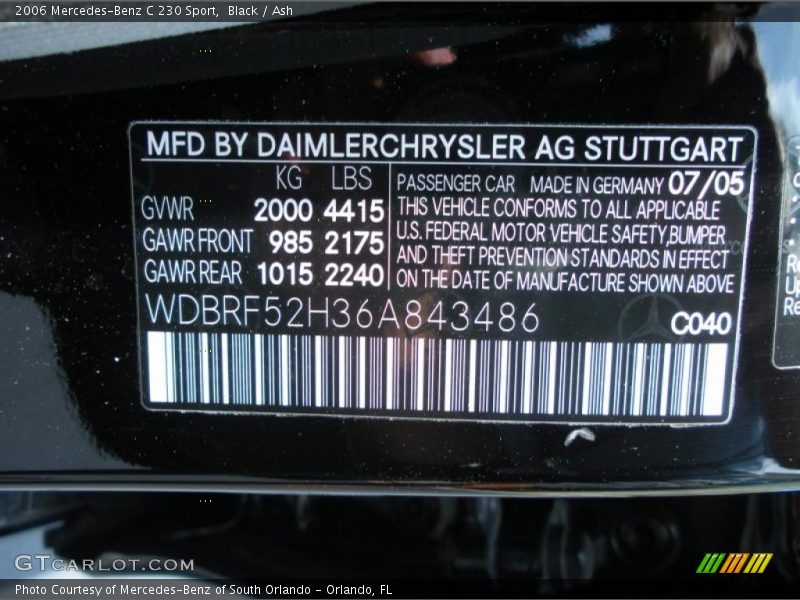 2006 Mercedes-Benz C 230 Sport, Black / Ash
MFD BY DAIMLERCHRYSLER AG STUTTGART
KG LBS
GVWR 2000 4415
GAWR FRONT 985 2175
GAWR REAR 1015 2240
PASSENGER CAR MADE IN GERMANY 07/05
THIS VEHICLE CONFORMS TO ALL APPLICABLE
U.S. FEDERAL MOTOR VEHICLE SAFETY,BUMPER
AND THEFT PREVENTION STANDARDS IN EFFECT
ON THE DATE OF MANUFACTURE SHOWN ABOVE
WDBRF52H36A843486
C040
GTCARLOT.COM
Photo Courtesy of Mercedes-Benz of South Orlando - Orlando, FL